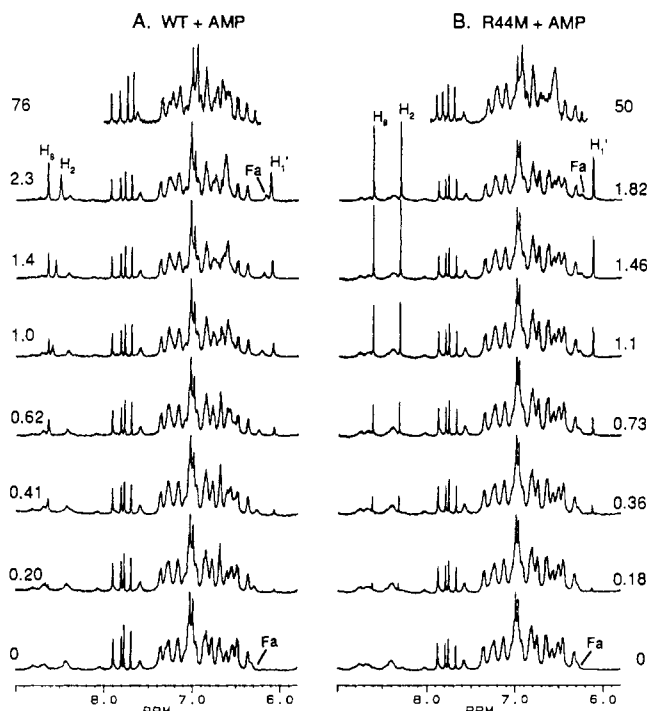 A. WT + AMP
B. R44M + AMP
76
50
H8
H2
Fa
H1'
2.3
H8
H2
Fa
H1'
1.82
1.4
1.46
1.0
1.1
0.62
0.73
0.41
0.36
0.20
0.18
0
Fa
Fa
0
8.0
7.0
6.0
8.0
7.0
6.0
PPM
PPM